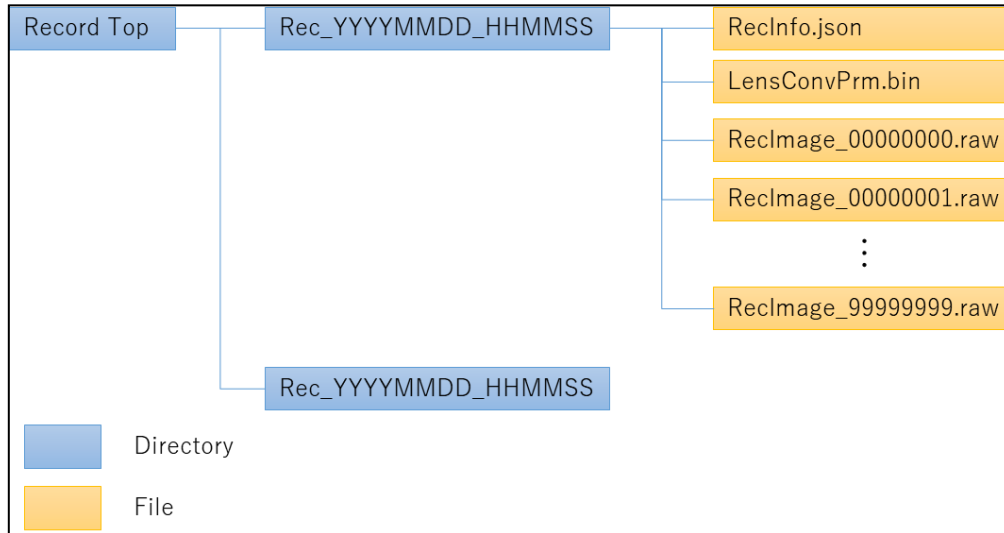 Record Top
Rec_YYYYMMDD_HHMMSS
RecInfo.json
LensConvPrm.bin
RecImage_00000000.raw
RecImage_00000001.raw
⋮
RecImage_99999999.raw
Rec_YYYYMMDD_HHMMSS
Directory
File